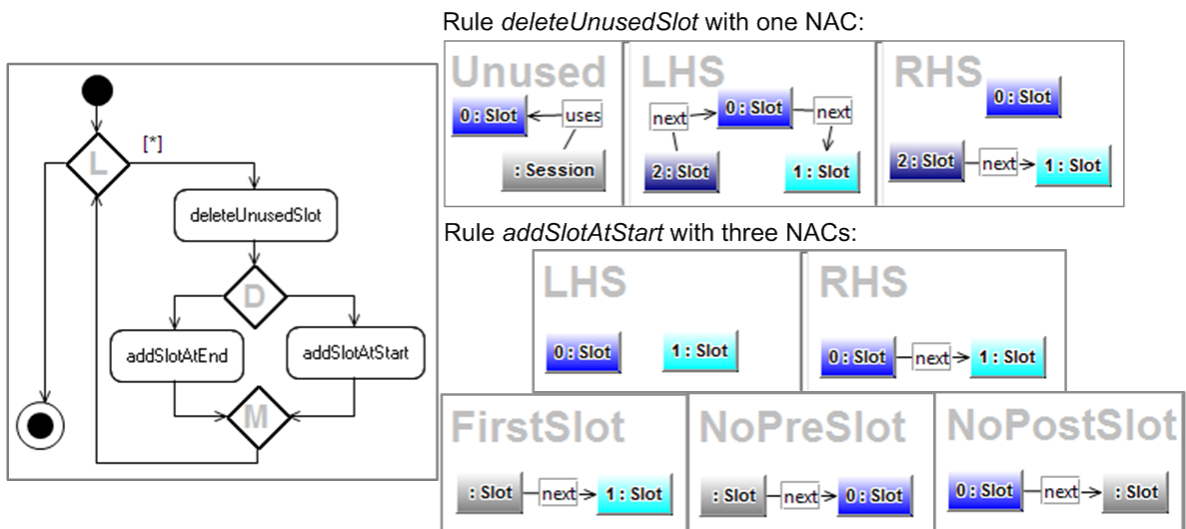 Rule deleteUnusedSlot with one NAC:
Unused
0 : Slot
uses
: Session
LHS
next
0 : Slot
next
2 : Slot
1 : Slot
RHS
0 : Slot
2 : Slot
next
1 : Slot
L
[*]
deleteUnusedSlot
D
addSlotAtEnd
addSlotAtStart
M
Rule addSlotAtStart with three NACs:
LHS
0 : Slot
1 : Slot
RHS
0 : Slot
next
1 : Slot
FirstSlot
: Slot
next
1 : Slot
NoPreSlot
: Slot
next
0 : Slot
NoPostSlot
0 : Slot
next
: Slot